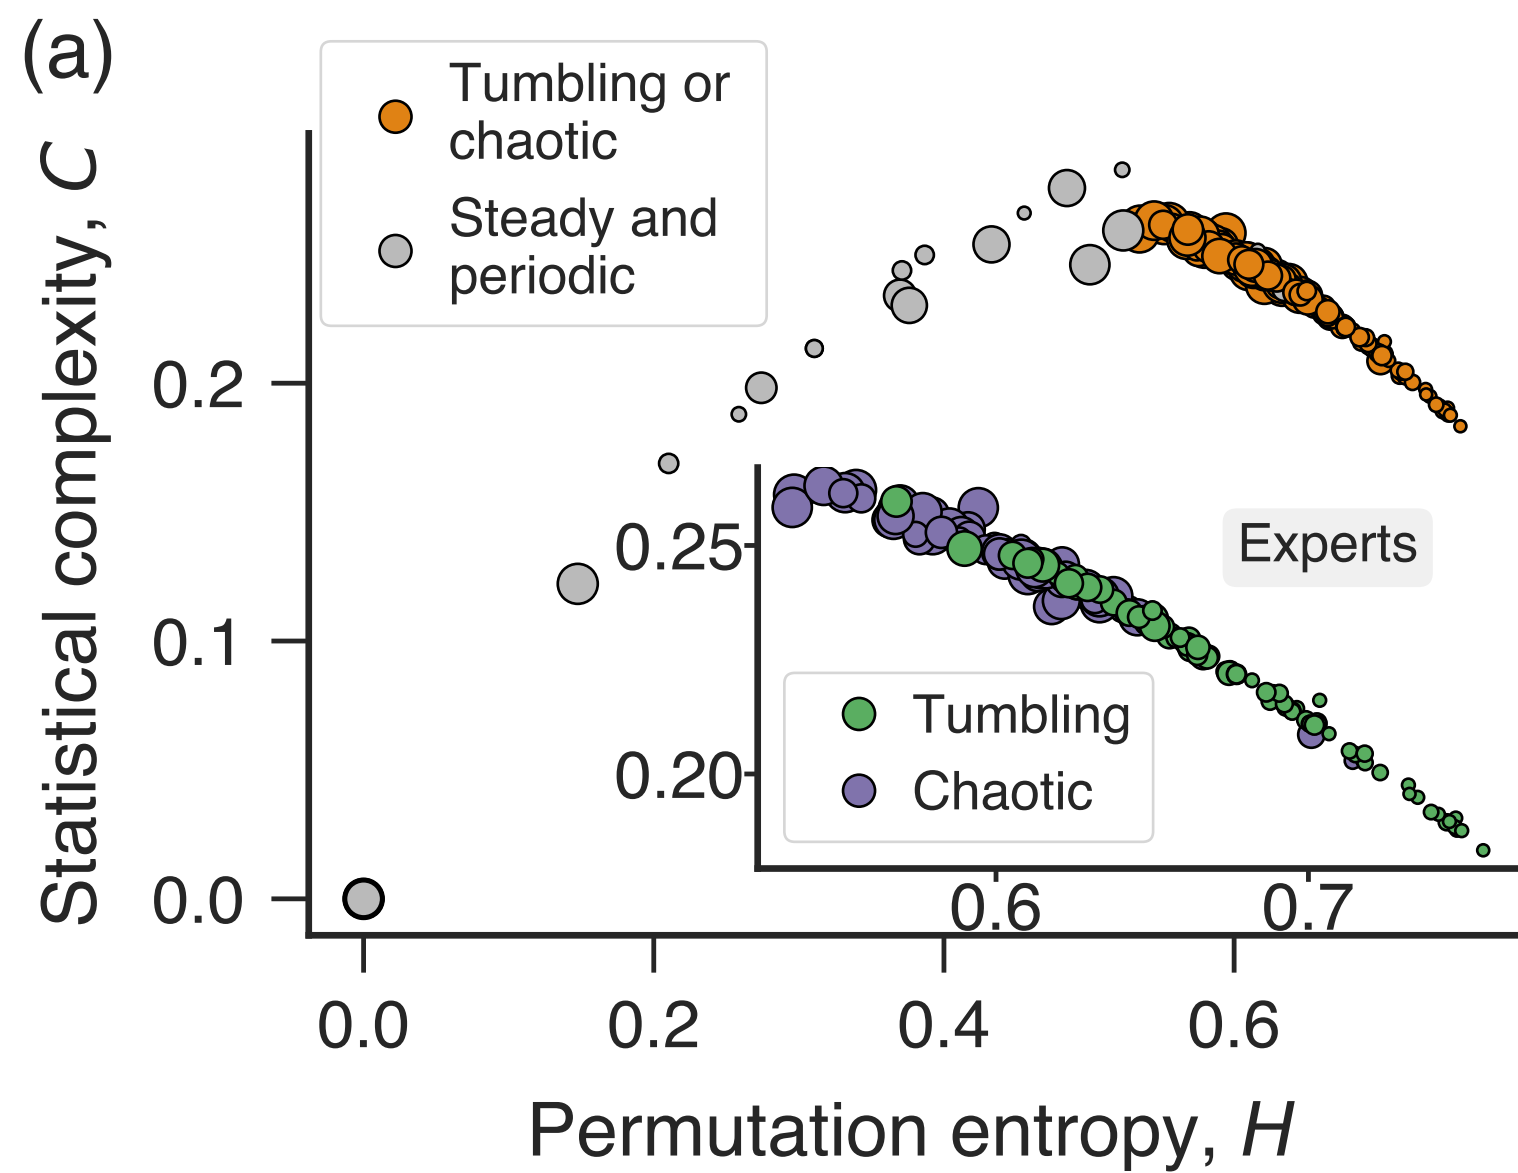 (a)
Tumbling or
chaotic
Steady and
periodic
Statistical complexity, C
0.2
0.1
0.0
0.25
0.20
Experts
Tumbling
Chaotic
0.6
0.7
0.0
0.2
0.4
0.6
Permutation entropy, H